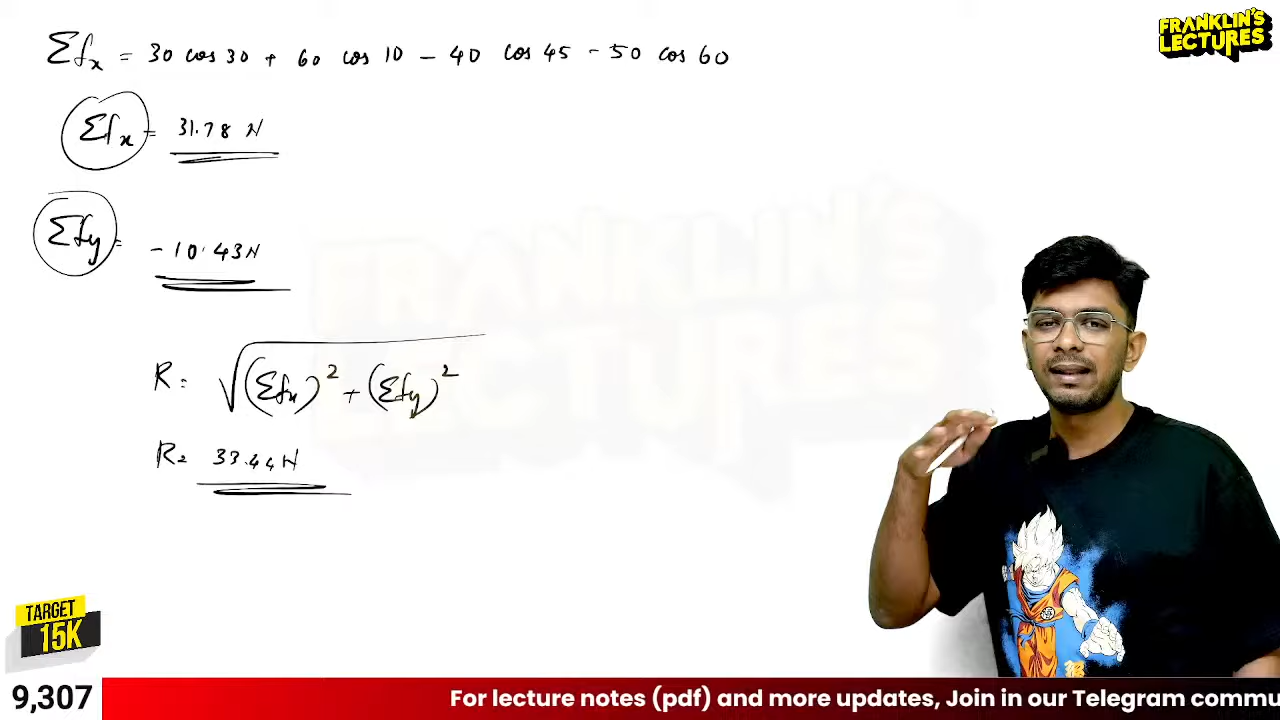 Σfx = 30 cos 30 + 60 cos 10 - 40 cos 45 - 50 cos 60
Σfx = 31.78 N
Σfy = -10.43N
R = √(Σfx)² + (Σfy)²
R = 33.44N
FRANKLIN'S
LECTURES
FRANKLIN'S
LECTURES
TARGET
15K
9,307
For lecture notes (pdf) and more updates, Join in our Telegram commu